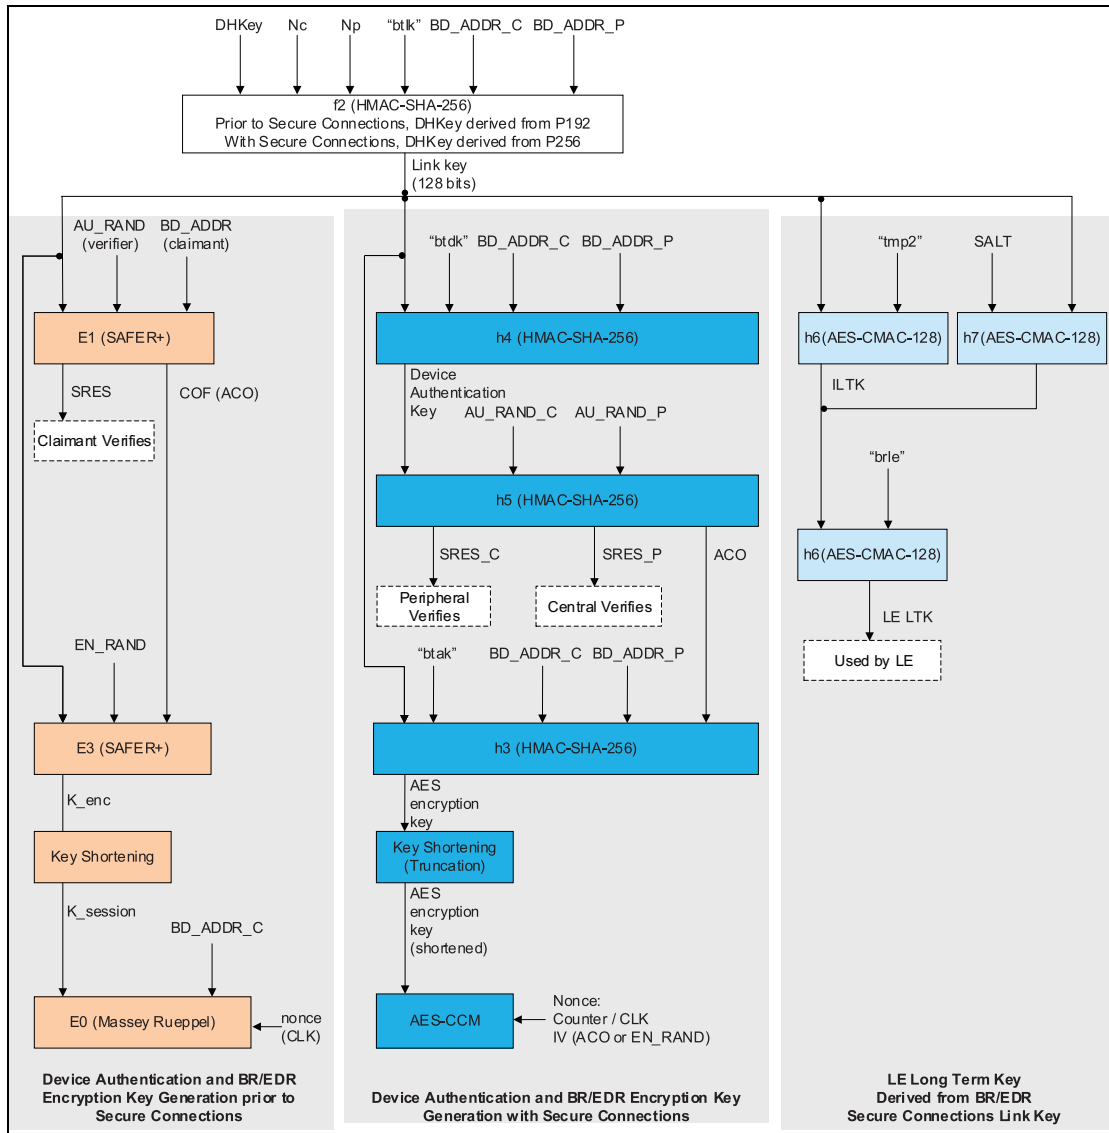 DHKey Nc Np “btlk” BD_ADDR_C BD_ADDR_P
f2 (HMAC-SHA-256)
Prior to Secure Connections, DHKey derived from P192
With Secure Connections, DHKey derived from P256
Link key
(128 bits)
AU_RAND
(verifier)
BD_ADDR
(claimant)
E1 (SAFER+)
SRES
COF (ACO)
Claimant Verifies
EN_RAND
E3 (SAFER+)
K_enc
Key Shortening
K_session
BD_ADDR_C
E0 (Massey Rueppel)
nonce
(CLK)
Device Authentication and BR/EDR
Encryption Key Generation prior to
Secure Connections
“btdk” BD_ADDR_C BD_ADDR_P
h4 (HMAC-SHA-256)
Device
Authentication
Key
AU_RAND_C AU_RAND_P
h5 (HMAC-SHA-256)
SRES_C
SRES_P
ACO
Peripheral
Verifies
Central Verifies
“btak” BD_ADDR_C BD_ADDR_P
h3 (HMAC-SHA-256)
AES
encryption
key
Key Shortening
(Truncation)
AES
encryption
key
(shortened)
AES-CCM
Nonce:
Counter / CLK
IV (ACO or EN_RAND)
Device Authentication and BR/EDR Encryption Key
Generation with Secure Connections
“tmp2” SALT
h6(AES-CMAC-128)
h7(AES-CMAC-128)
ILTK
“brle”
h6(AES-CMAC-128)
LE LTK
Used by LE
LE Long Term Key
Derived from BR/EDR
Secure Connections Link Key